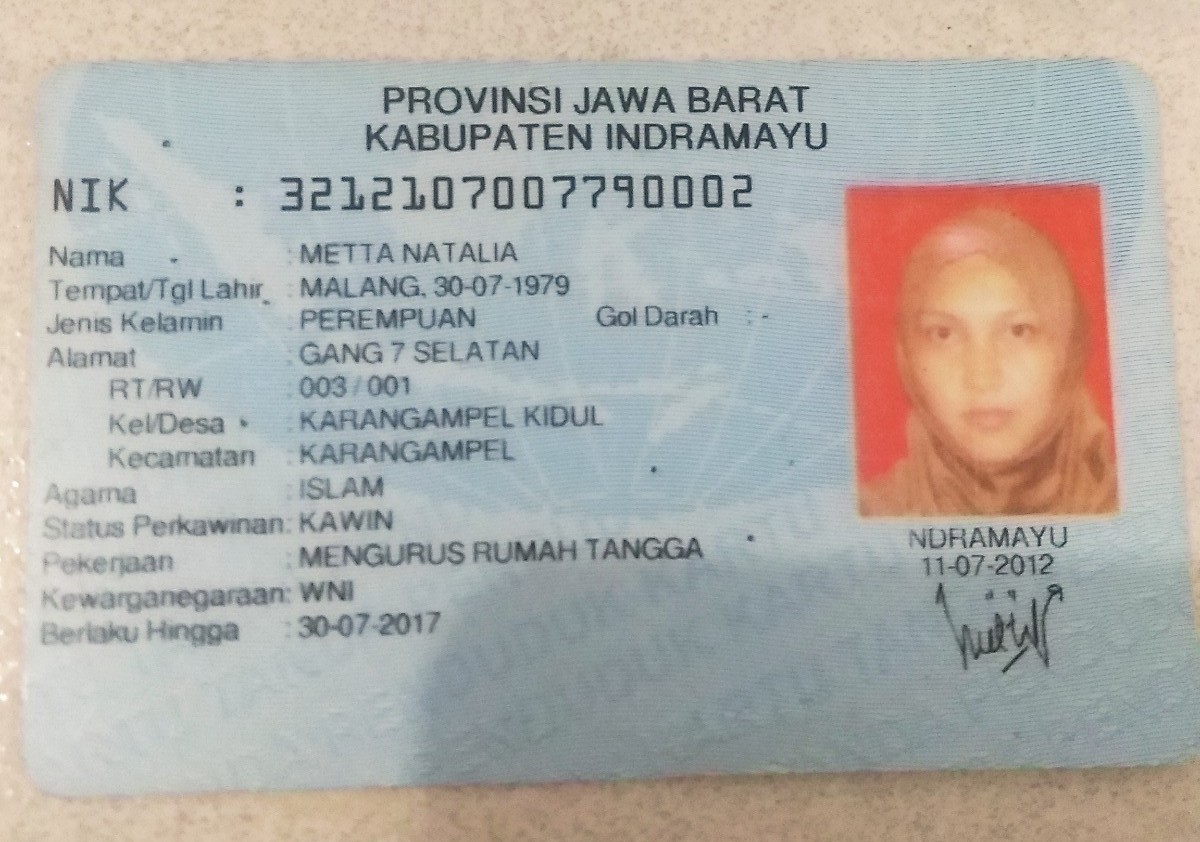 PROVINSI JAWA BARAT
KABUPATEN INDRAMAYU
NIK : 3212107007790002
Nama : METTA NATALIA
Tempat/Tgl Lahir : MALANG, 30-07-1979
Jenis Kelamin : PEREMPUAN Gol Darah : -
Alamat : GANG 7 SELATAN
RT/RW : 003 / 001
Kel/Desa : KARANGAMPEL KIDUL
Kecamatan : KARANGAMPEL
Agama : ISLAM
Status Perkawinan: KAWIN
Pekerjaan : MENGURUS RUMAH TANGGA
Kewarganegaraan: WNI
Berlaku Hingga : 30-07-2017
NDRAMAYU
11-07-2012